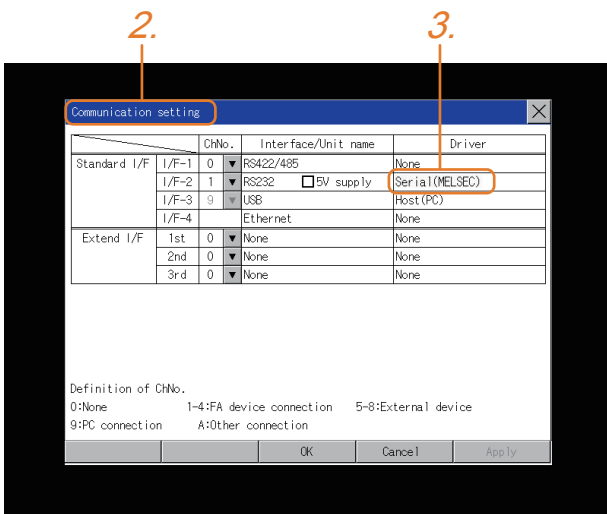 2. 3.
Communication setting
ChNo. Interface/Unit name Driver
Standard I/F I/F-1 0 RS422/485 None
I/F-2 1 RS232 5V supply Serial(MELSEC)
I/F-3 9 USB Host(PC)
I/F-4 Ethernet None
Extend I/F 1st 0 None None
2nd 0 None None
3rd 0 None None
Definition of ChNo.
0:None 1-4:FA device connection 5-8:External device
9:PC connection A:Other connection
OK Cancel Apply